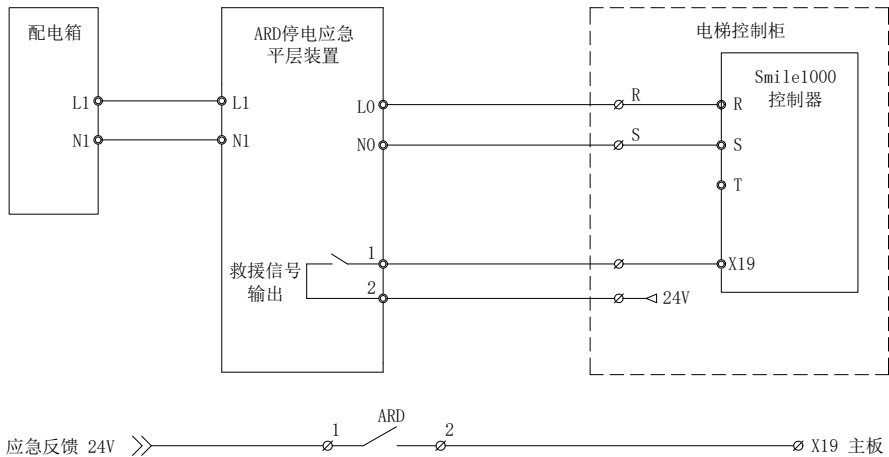 配电箱
ARD停电应急
平层装置
电梯控制柜
Smile1000
控制器
L1
L1
LO
R
R
N1
N1
NO
S
S
T
救援信号
输出
1
X19
2
24V
应急反馈 24V
1
ARD
2
X19 主板